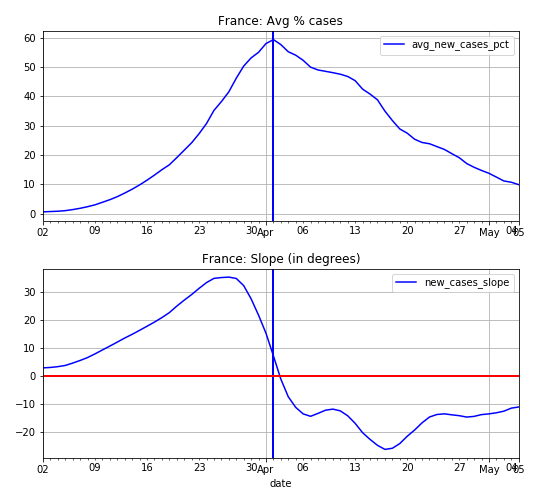 France: Avg % cases
avg_new_cases_pct
60
50
40
30
20
10
0
02 09 16 23 30 Apr 06 13 20 27 May 04 05
France: Slope (in degrees)
new_cases_slope
30
20
10
0
−10
−20
02 09 16 23 30 Apr 06 13 20 27 May 04 05
date